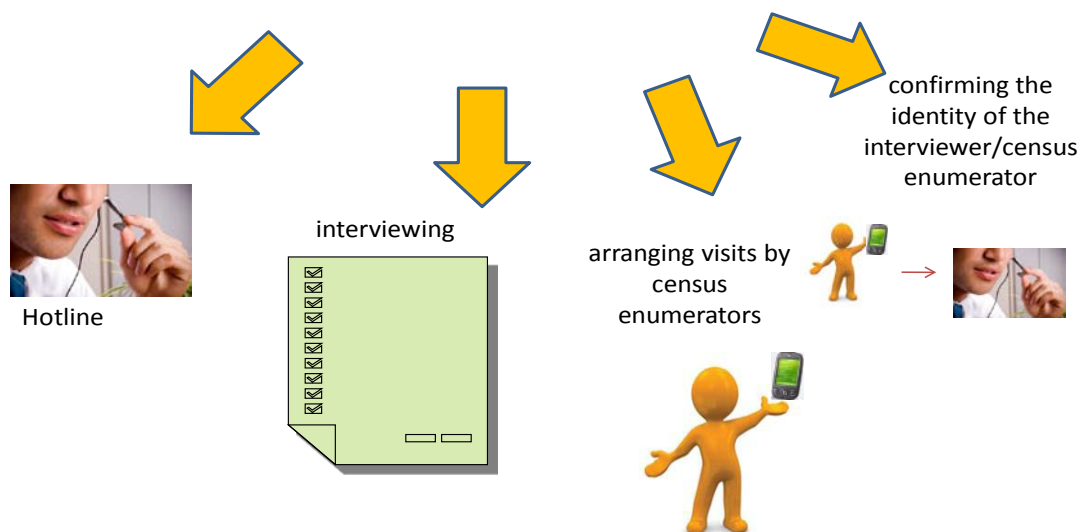 Hotline
interviewing
arranging visits by
census
enumerators
confirming the
identity of the
interviewer/census
enumerator